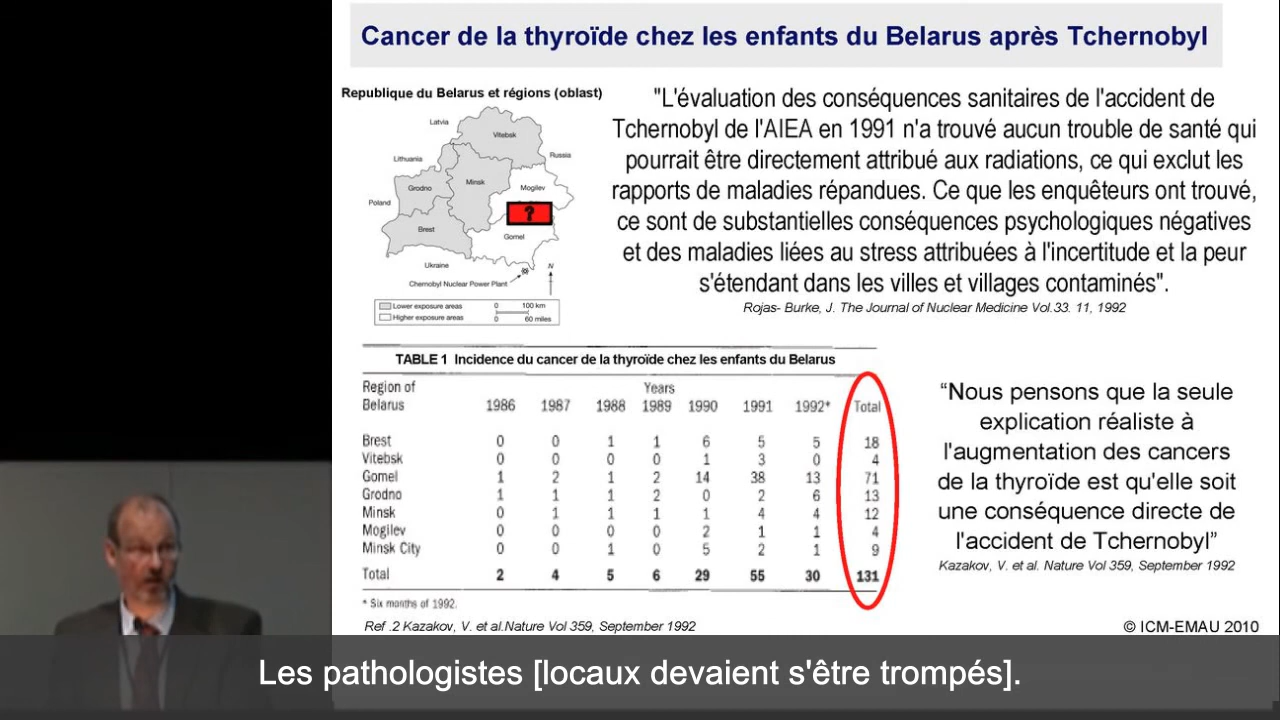 Cancer de la thyroïde chez les enfants du Belarus après Tchernobyl
Republique du Belarus et régions (oblast)
Latvia
Vitebsk
Lithuania
Russia
Minsk
Grodno
Mogilev
Poland
?
Brest
Gomel
Ukraine
N
Chernobyl Nuclear Power Plant
Lower exposure areas 0 100 km
Higher exposure areas 0 60 miles
"L'évaluation des conséquences sanitaires de l'accident de
Tchernobyl de l'AIEA en 1991 n'a trouvé aucun trouble de santé qui
pourrait être directement attribué aux radiations, ce qui exclut les
rapports de maladies répandues. Ce que les enquêteurs ont trouvé,
ce sont de substantielles conséquences psychologiques négatives
et des maladies liées au stress attribuées à l'incertitude et la peur
s'étendant dans les villes et villages contaminés".
Rojas- Burke, J. The Journal of Nuclear Medicine Vol.33. 11, 1992
TABLE 1 Incidence du cancer de la thyroïde chez les enfants du Belarus
Region of Years
Belarus 1986 1987 1988 1989 1990 1991 1992* Total
Brest 0 0 1 1 6 5 5 18
Vitebsk 0 0 0 0 1 3 0 4
Gomel 1 2 1 2 14 38 13 71
Grodno 1 1 1 2 0 2 6 13
Minsk 0 1 1 1 1 4 4 12
Mogilev 0 0 0 0 2 1 1 4
Minsk City 0 0 1 0 5 2 1 9
Total 2 4 5 6 29 55 30 131
* Six months of 1992.
Ref .2 Kazakov, V. et al.Nature Vol 359, September 1992
“Nous pensons que la seule
explication réaliste à
l'augmentation des cancers
de la thyroïde est qu'elle soit
une conséquence directe de
l'accident de Tchernobyl”
Kazakov, V. et al. Nature Vol 359, September 1992
© ICM-EMAU 2010
Les pathologistes [locaux devaient s'être trompés].